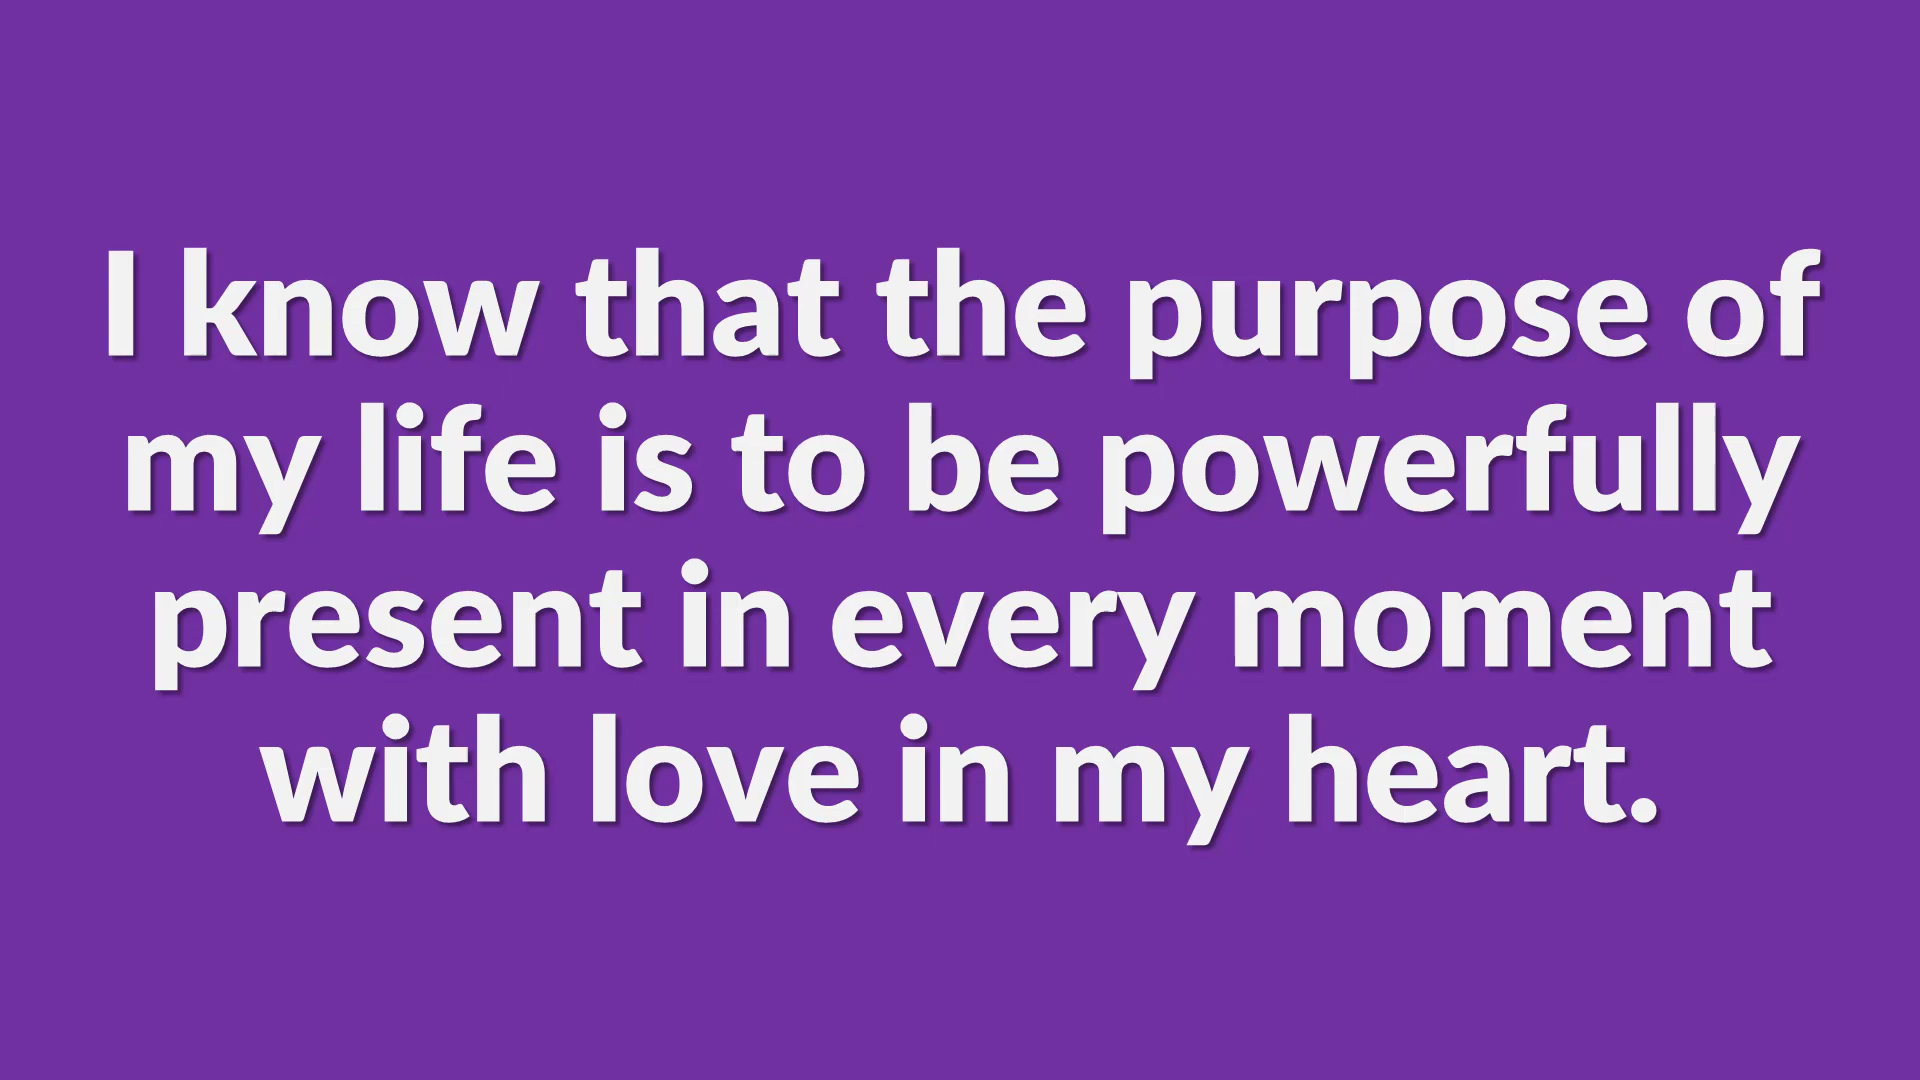 I know that the purpose of
my life is to be powerfully
present in every moment
with love in my heart.